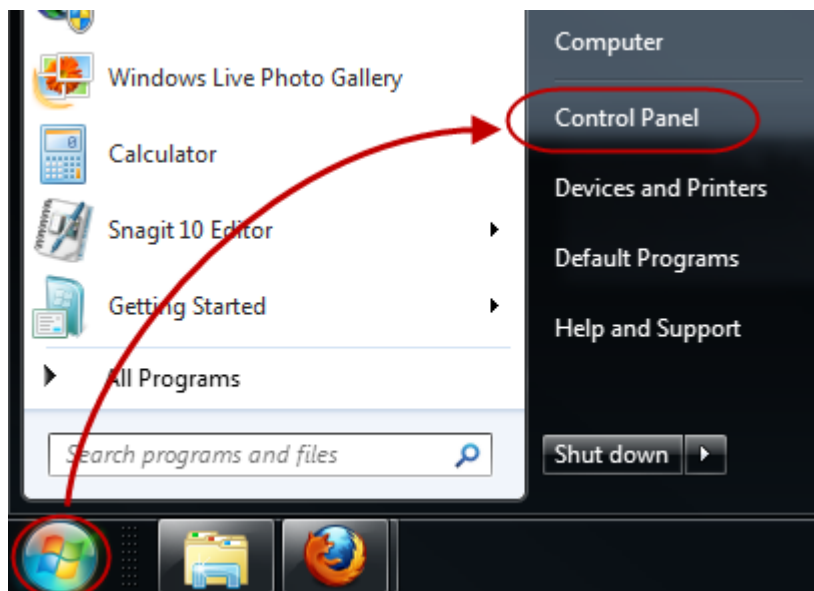 Windows Live Photo Gallery
Calculator
Snagit 10 Editor
Getting Started
All Programs
Search programs and files
Computer
Control Panel
Devices and Printers
Default Programs
Help and Support
Shut down